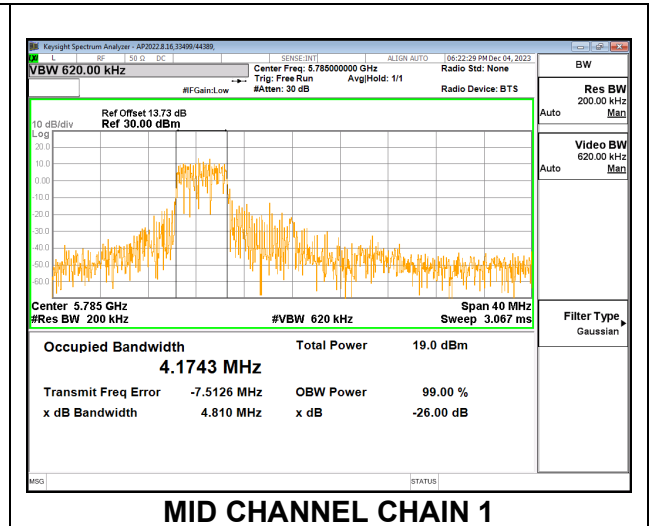 Keysight Spectrum Analyzer - AP2022.8.16,33499/44389,
L RF 50 Ω DC SENSE:INT ALIGN AUTO 06:22:29 PM Dec 04, 2023
VBW 620.00 kHz
Center Freq: 5.785000000 GHz
Radio Std: None
Trig: Free Run Avg|Hold: 1/1
#IFGain:Low #Atten: 30 dB Radio Device: BTS
BW
Res BW
200.00 kHz
Auto Man
Video BW
620.00 kHz
Auto Man
Filter Type
Gaussian
Ref Offset 13.73 dB
10 dB/div Ref 30.00 dBm
Log
20.0
10.0
0.00
-10.0
-20.0
-30.0
-40.0
-50.0
-60.0
Center 5.785 GHz Span 40 MHz
#Res BW 200 kHz #VBW 620 kHz Sweep 3.067 ms
Occupied Bandwidth Total Power 19.0 dBm
4.1743 MHz
Transmit Freq Error -7.5126 MHz OBW Power 99.00 %
x dB Bandwidth 4.810 MHz x dB -26.00 dB
MSG STATUS
MID CHANNEL CHAIN 1